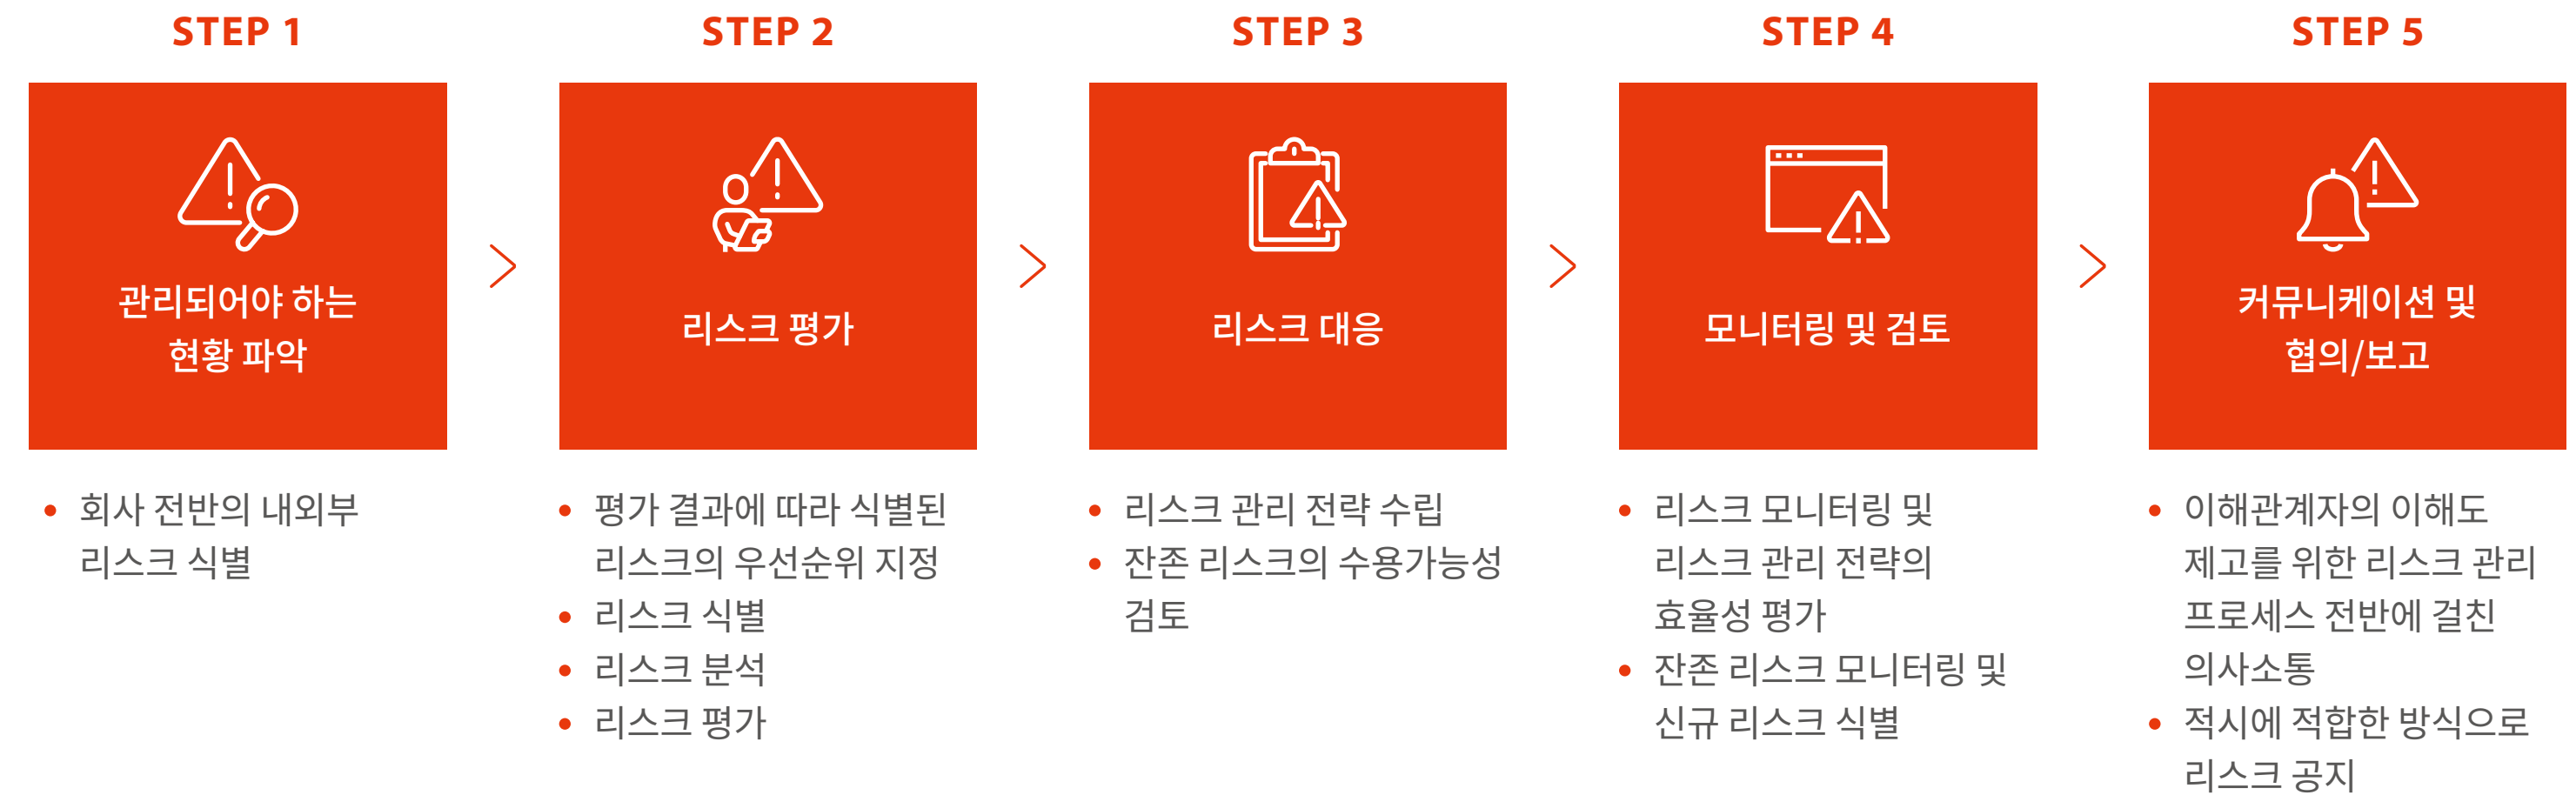 STEP 1
관리되어야 하는
현황 파악
• 회사 전반의 내외부
리스크 식별
STEP 2
리스크 평가
• 평가 결과에 따라 식별된
리스크의 우선순위 지정
• 리스크 식별
• 리스크 분석
• 리스크 평가
STEP 3
리스크 대응
• 리스크 관리 전략 수립
• 잔존 리스크의 수용가능성
검토
STEP 4
모니터링 및 검토
• 리스크 모니터링 및
리스크 관리 전략의
효율성 평가
• 잔존 리스크 모니터링 및
신규 리스크 식별
STEP 5
커뮤니케이션 및
협의/보고
• 이해관계자의 이해도
제고를 위한 리스크 관리
프로세스 전반에 걸친
의사소통
• 적시에 적합한 방식으로
리스크 공지